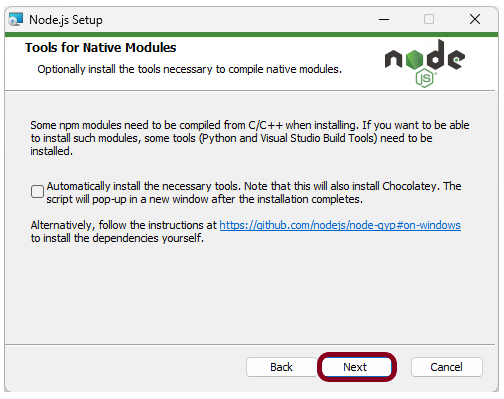 Node.js Setup
Tools for Native Modules
Optionally install the tools necessary to compile native modules.
node
JS
Some npm modules need to be compiled from C/C++ when installing. If you want to be able
to install such modules, some tools (Python and Visual Studio Build Tools) need to be
installed.
Automatically install the necessary tools. Note that this will also install Chocolatey. The
script will pop-up in a new window after the installation completes.
Alternatively, follow the instructions at https://github.com/nodejs/node-gyp#on-windows
to install the dependencies yourself.
Back Next Cancel